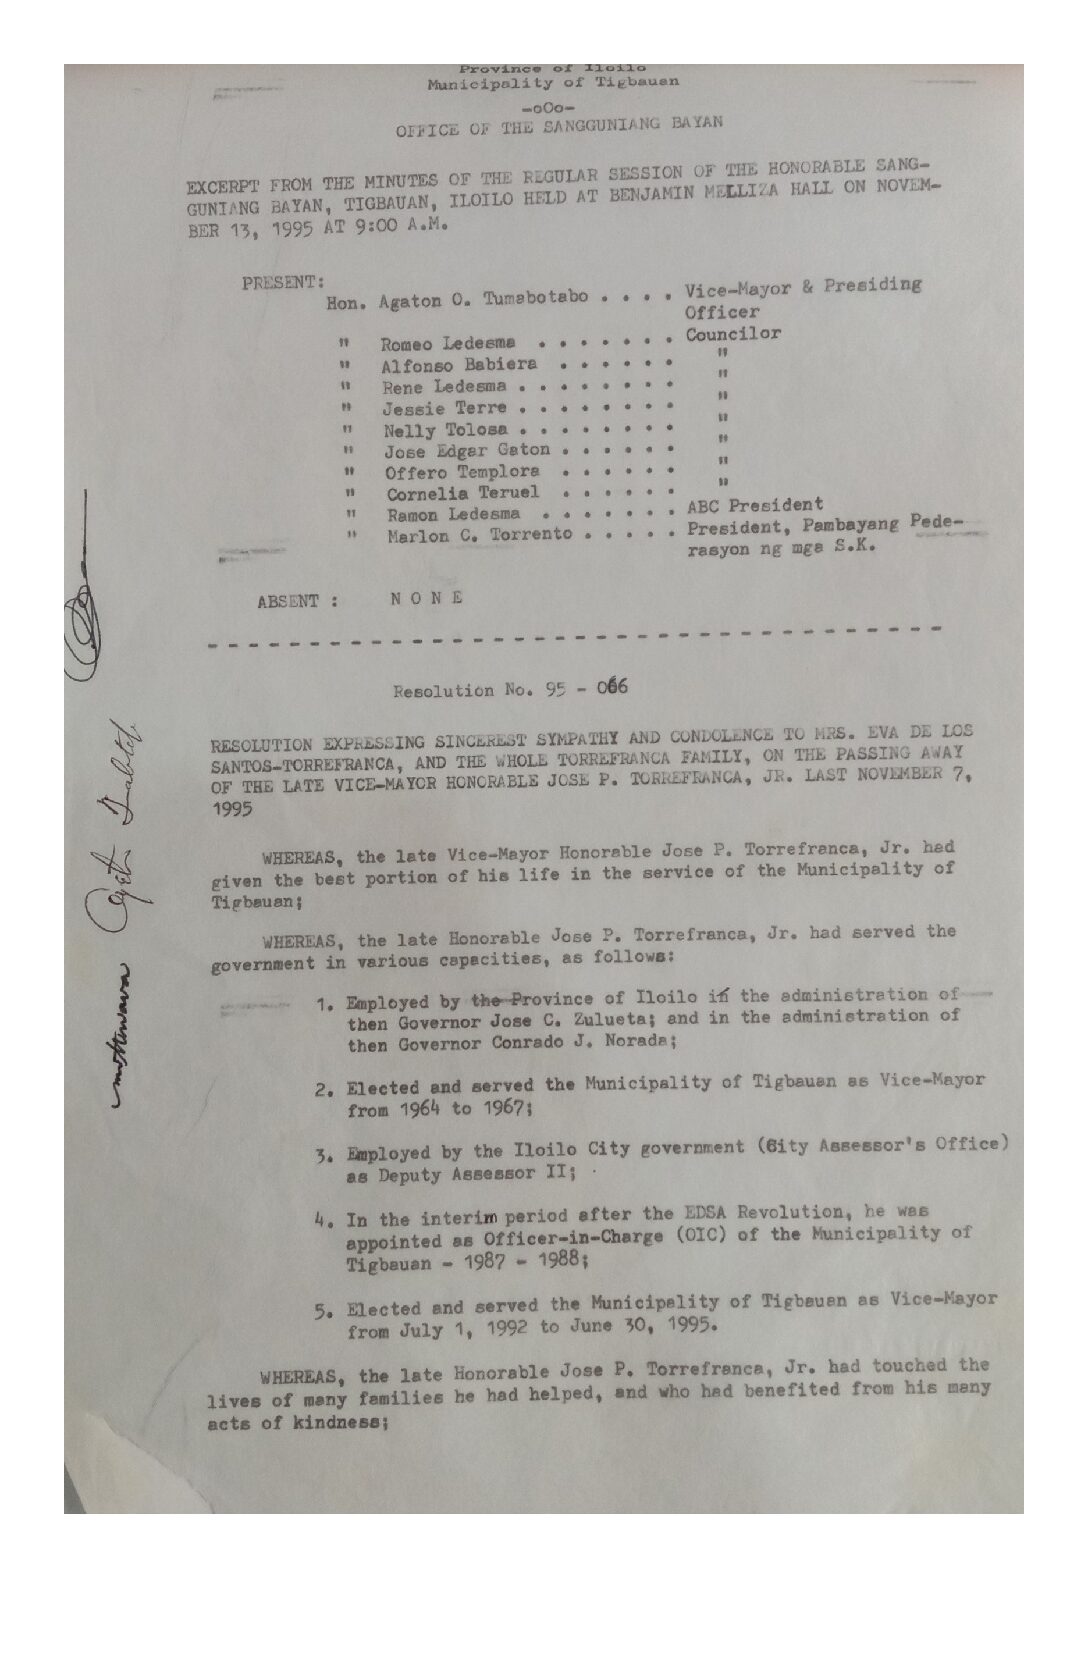 Province of Iloilo
Municipality of Tigbauan
-oOo-
OFFICE OF THE SANGGUNIANG BAYAN
EXCERPT FROM THE MINUTES OF THE REGULAR SESSION OF THE HONORABLE SANG-
GUNIANG BAYAN, TIGBAUAN, ILOILO HELD AT BENJAMIN MELLIZA HALL ON NOVEM-
BER 13, 1995 AT 9:00 A.M.
PRESENT:
Hon. Agaton O. Tumabotabo . . . . Vice-Mayor & Presiding
Officer
" Romeo Ledesma . . . . . . . Councilor
" Alfonso Babiera . . . . . . "
" Rene Ledesma . . . . . . . . "
" Jessie Terre . . . . . . . . "
" Nelly Tolosa . . . . . . . . "
" Jose Edgar Gaton . . . . . . "
" Offero Templora . . . . . . "
" Cornelia Teruel . . . . . . "
" Ramon Ledesma . . . . . . . ABC President
" Marlon C. Torrento . . . . . President, Pambayang Pede-
rasyon ng mga S.K.
ABSENT : N O N E
- - - - - - - - - - - - - - - - - - - - - - - - - - - - - - - - - - - -
Resolution No. 95 - 066
RESOLUTION EXPRESSING SINCEREST SYMPATHY AND CONDOLENCE TO MRS. EVA DE LOS
SANTOS-TORREFRANCA, AND THE WHOLE TORREFRANCA FAMILY, ON THE PASSING AWAY
OF THE LATE VICE-MAYOR HONORABLE JOSE P. TORREFRANCA, JR. LAST NOVEMBER 7,
1995
WHEREAS, the late Vice-Mayor Honorable Jose P. Torrefranca, Jr. had
given the best portion of his life in the service of the Municipality of
Tigbauan;
WHEREAS, the late Honorable Jose P. Torrefranca, Jr. had served the
government in various capacities, as follows:
1. Employed by the Province of Iloilo in the administration of
then Governor Jose C. Zulueta; and in the administration of
then Governor Conrado J. Norada;
2. Elected and served the Municipality of Tigbauan as Vice-Mayor
from 1964 to 1967;
3. Employed by the Iloilo City government (City Assessor's Office)
as Deputy Assessor II;
4. In the interim period after the EDSA Revolution, he was
appointed as Officer-in-Charge (OIC) of the Municipality of
Tigbauan - 1987 - 1988;
5. Elected and served the Municipality of Tigbauan as Vice-Mayor
from July 1, 1992 to June 30, 1995.
WHEREAS, the late Honorable Jose P. Torrefranca, Jr. had touched the
lives of many families he had helped, and who had benefited from his many
acts of kindness;